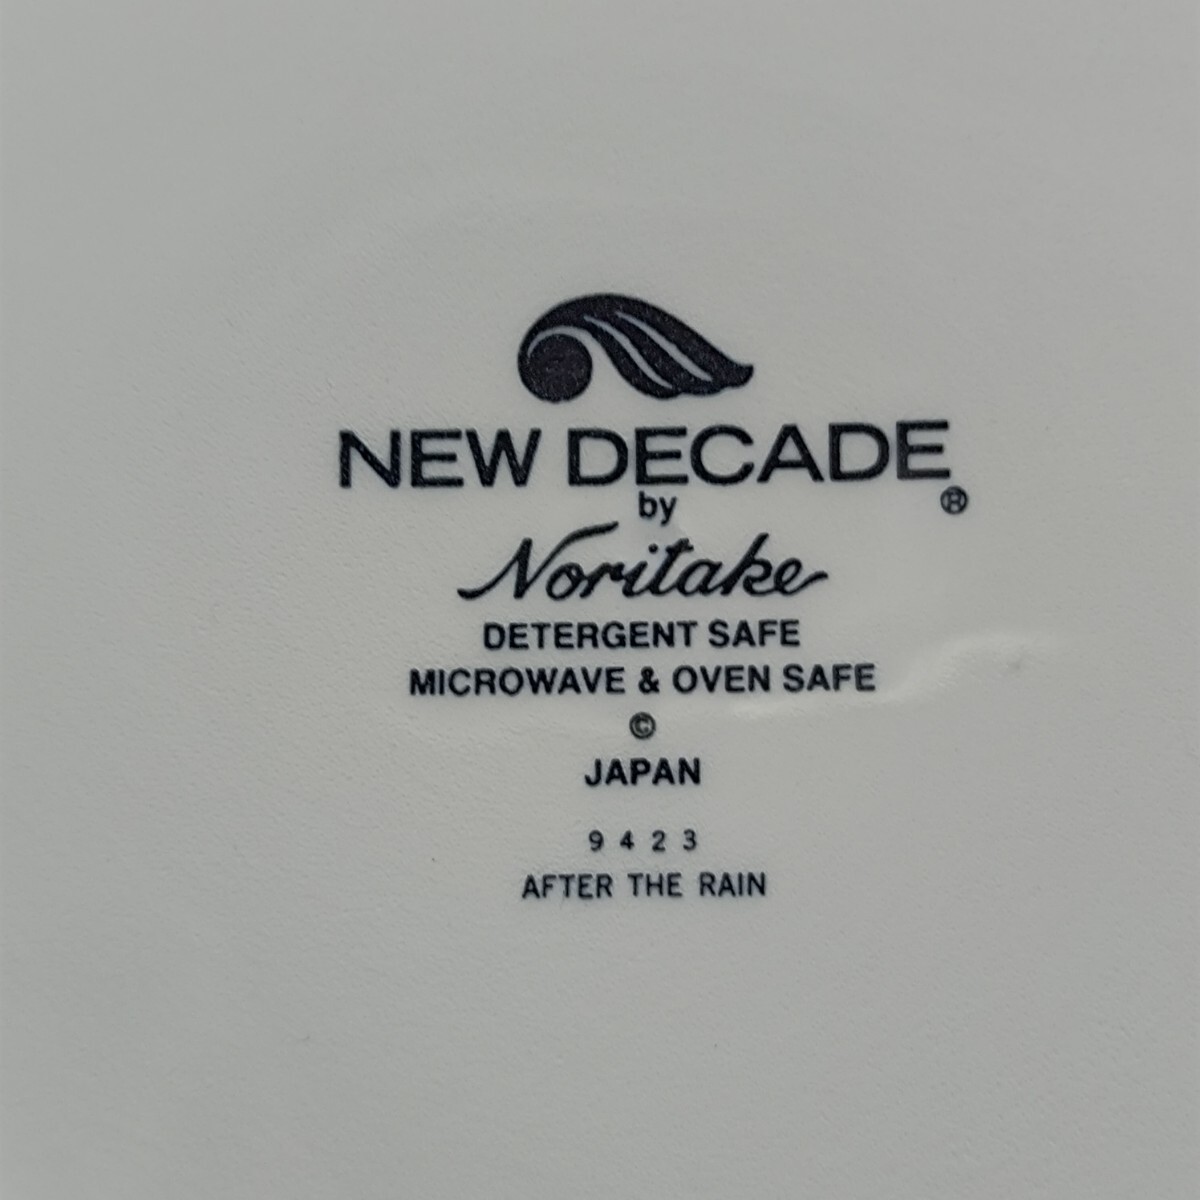 NEW DECADE ®
by
Noritake
DETERGENT SAFE
MICROWAVE & OVEN SAFE
©
JAPAN
9423
AFTER THE RAIN